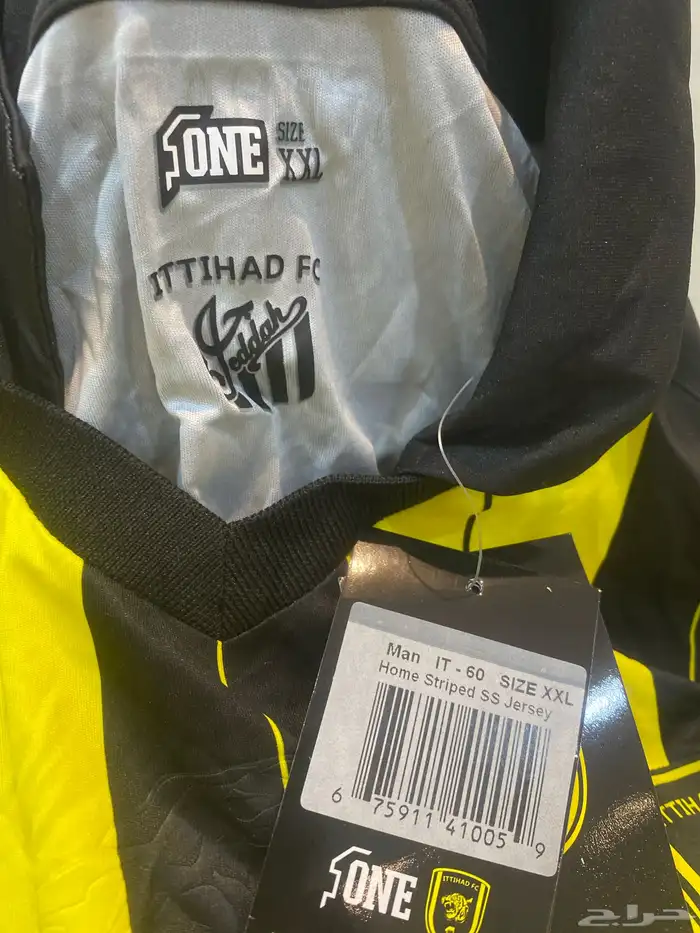 ONE
SIZE
XXL
ITTIHAD FC
Jeddah
Man IT - 60 SIZE XXL
Home Striped SS Jersey
6 75911 41005 9
ONE
ITTIHAD FC
حراج